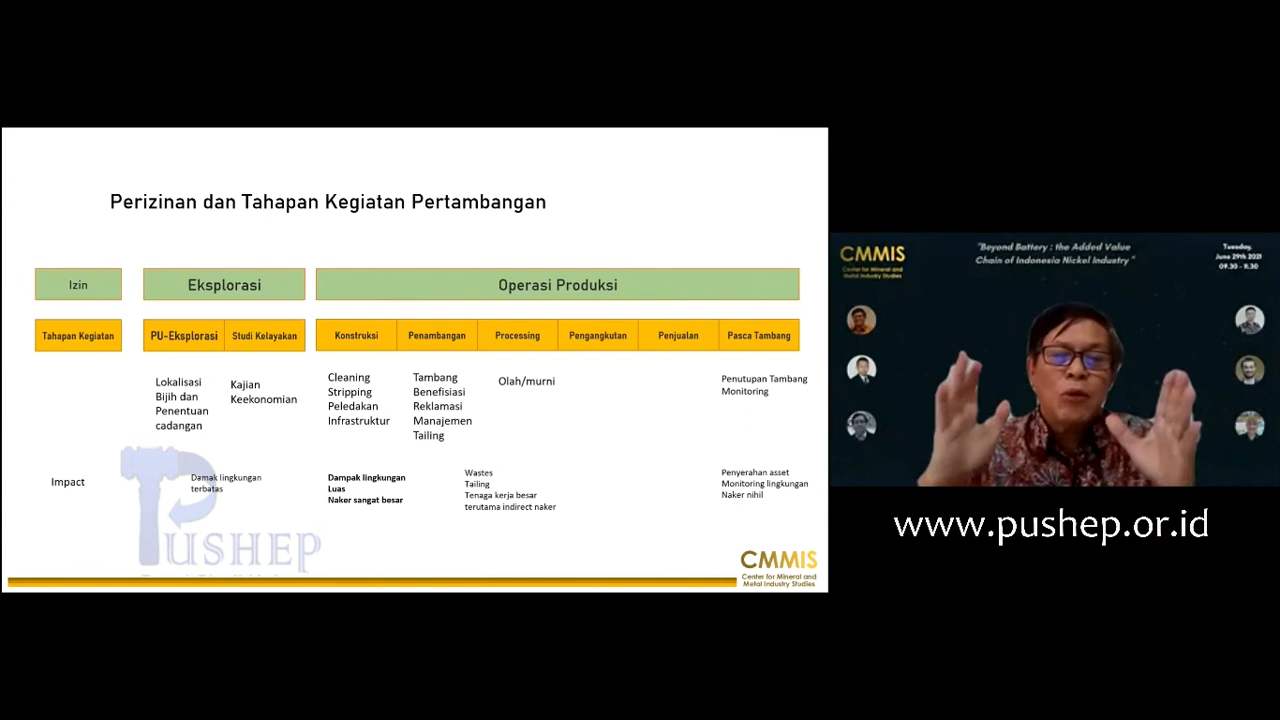 Perizinan dan Tahapan Kegiatan Pertambangan
Izin
Eksplorasi
Operasi Produksi
Tahapan Kegiatan
PU-Eksplorasi
Studi Kelayakan
Konstruksi
Penambangan
Processing
Pengangkutan
Penjualan
Pasca Tambang
Lokalisasi
Bijih dan
Penentuan
cadangan
Kajian
Keekonomian
Cleaning
Stripping
Peledakan
Infrastruktur
Tambang
Benefisiasi
Reklamasi
Manajemen
Tailing
Olah/murni
Penutupan Tambang
Monitoring
Impact
Damak lingkungan
terbatas
Dampak lingkungan
Luas
Naker sangat besar
Wastes
Tailing
Tenaga kerja besar
terutama indirect naker
Penyerahan asset
Monitoring lingkungan
Naker nihil
PUSHEP
CMMIS
Center for Mineral and
Metal Industry Studies
CMMIS
Center for Mineral and
Metal Industry Studies
"Beyond Battery : the Added Value
Chain of Indonesia Nickel Industry "
Tuesday,
June 29th 2021
09.30 - 11.30
www.pushep.or.id